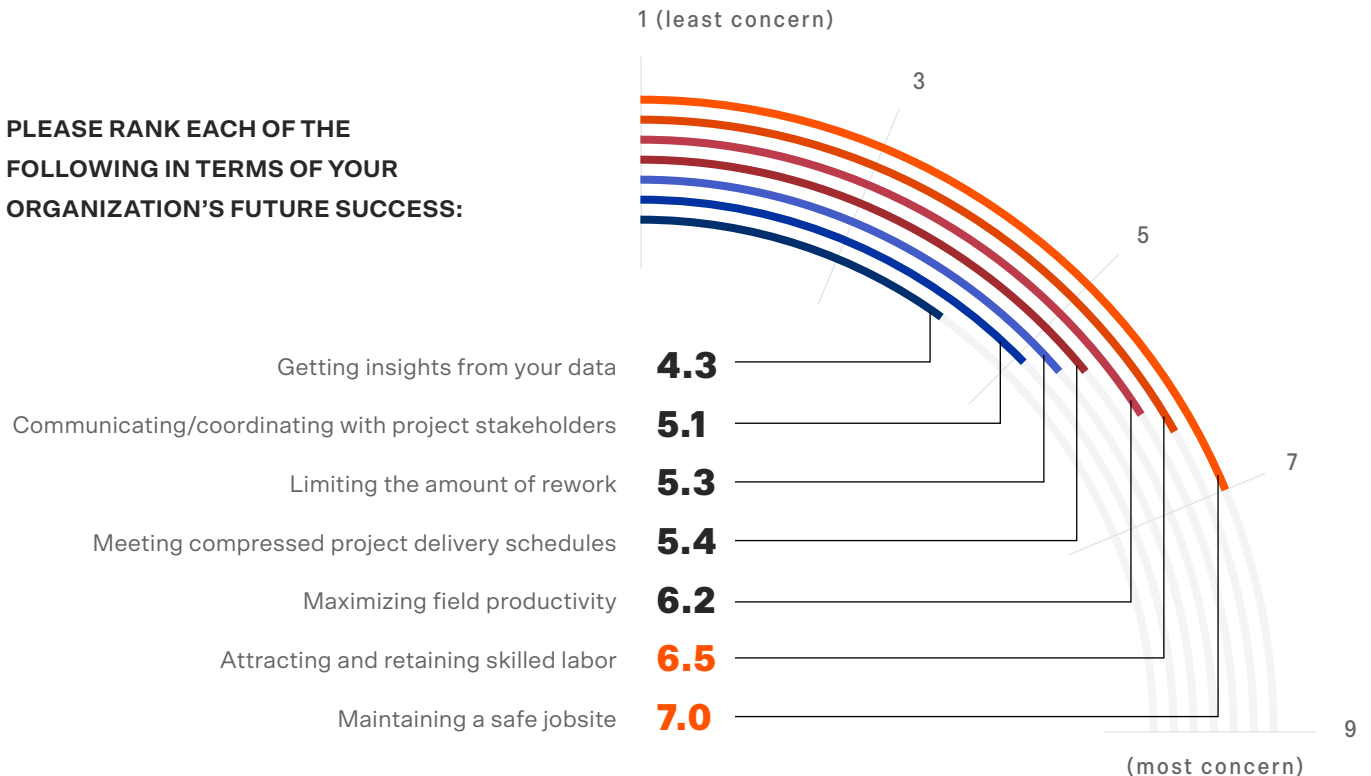 1 (least concern)
3
PLEASE RANK EACH OF THE
FOLLOWING IN TERMS OF YOUR
ORGANIZATION’S FUTURE SUCCESS:
5
Getting insights from your data 4.3
Communicating/coordinating with project stakeholders 5.1
7
Limiting the amount of rework 5.3
Meeting compressed project delivery schedules 5.4
Maximizing field productivity 6.2
Attracting and retaining skilled labor 6.5
Maintaining a safe jobsite 7.0
9
(most concern)